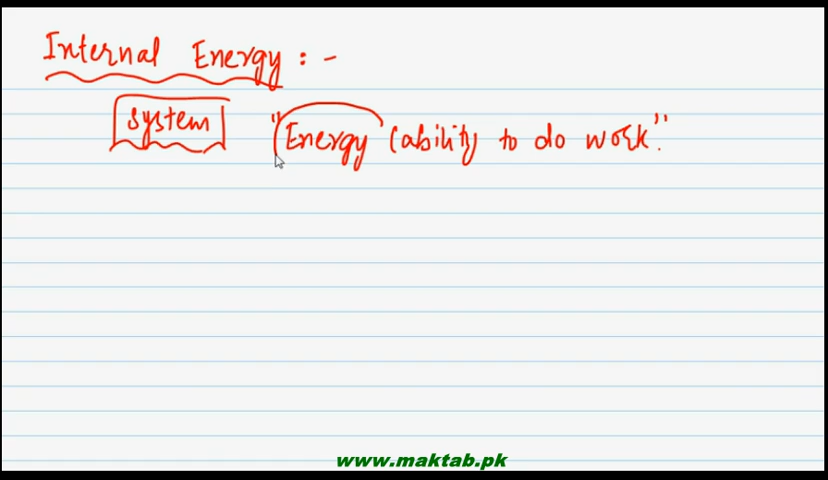 Internal Energy : -
System "Energy (ability to do work."
www.maktab.pk